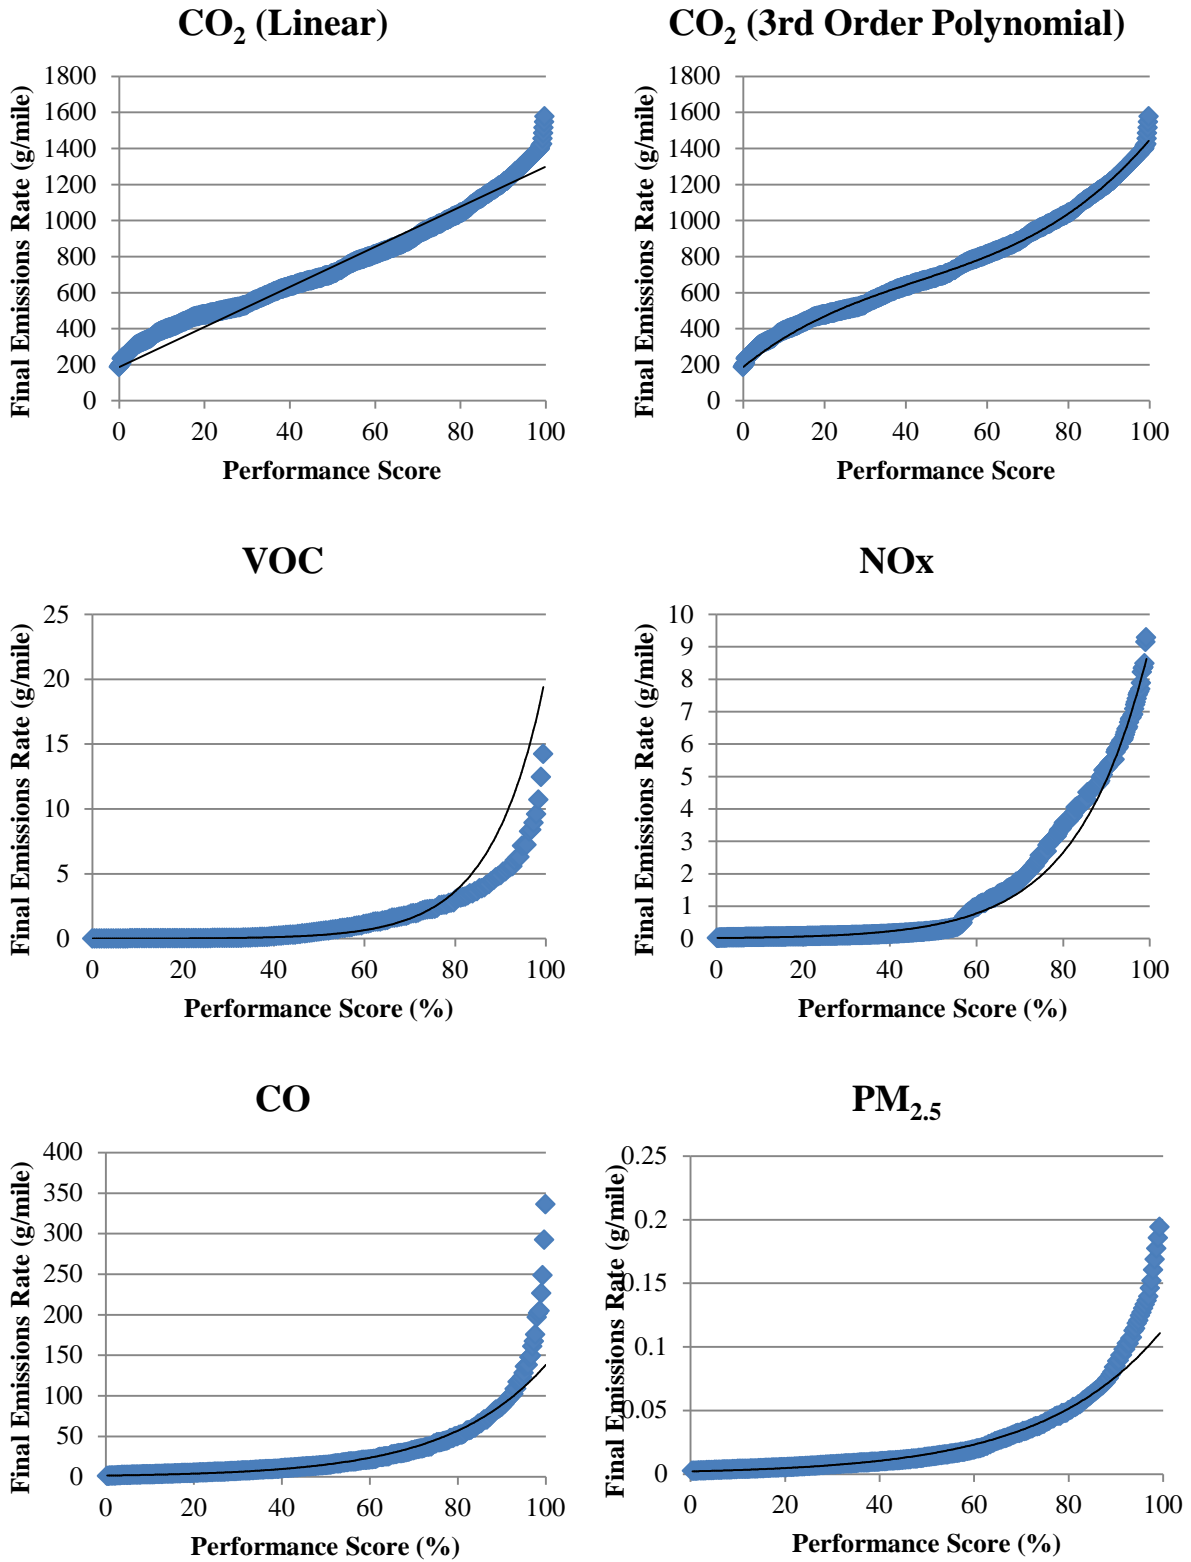 CO2 (Linear)
Final Emissions Rate (g/mile)
1800
1600
1400
1200
1000
800
600
400
200
0
0 20 40 60 80 100
Performance Score
CO2 (3rd Order Polynomial)
Final Emissions Rate (g/mile)
1800
1600
1400
1200
1000
800
600
400
200
0
0 20 40 60 80 100
Performance Score
VOC
Final Emissions Rate (g/mile)
25
20
15
10
5
0
0 20 40 60 80 100
Performance Score (%)
NOx
Final Emissions Rate (g/mile)
10
9
8
7
6
5
4
3
2
1
0
0 20 40 60 80 100
Performance Score (%)
CO
Final Emissions Rate (g/mile)
400
350
300
250
200
150
100
50
0
0 20 40 60 80 100
Performance Score (%)
PM2.5
Final Emissions Rate (g/mile)
0.25
0.2
0.15
0.1
0.05
0
0 20 40 60 80 100
Performance Score (%)